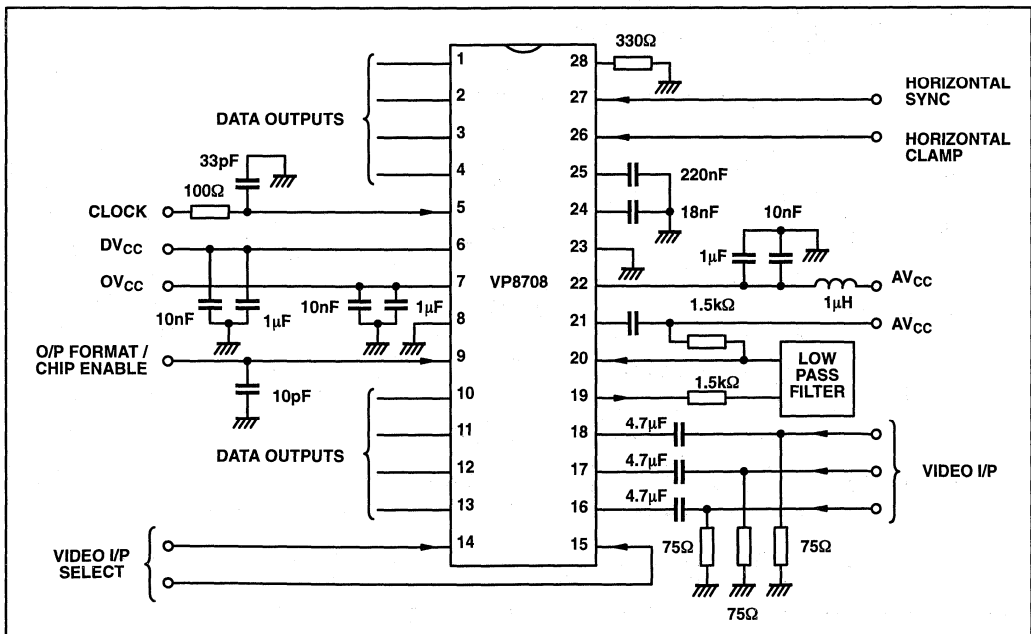 1
2
DATA OUTPUTS
3
4
33pF
100Ω
CLOCK
5
DVCC
6
OVCC
7
10nF
1μF
10nF
1μF
8
O/P FORMAT /
CHIP ENABLE
9
10pF
10
11
DATA OUTPUTS
12
13
VIDEO I/P
SELECT
14
VP8708
28
330Ω
27
HORIZONTAL
SYNC
26
HORIZONTAL
CLAMP
25
220nF
24
18nF
10nF
23
1μF
22
AVCC
1μH
1.5kΩ
21
AVCC
20
LOW
PASS
FILTER
1.5kΩ
19
18
4.7μF
17
4.7μF
VIDEO I/P
16
4.7μF
15
75Ω
75Ω
75Ω